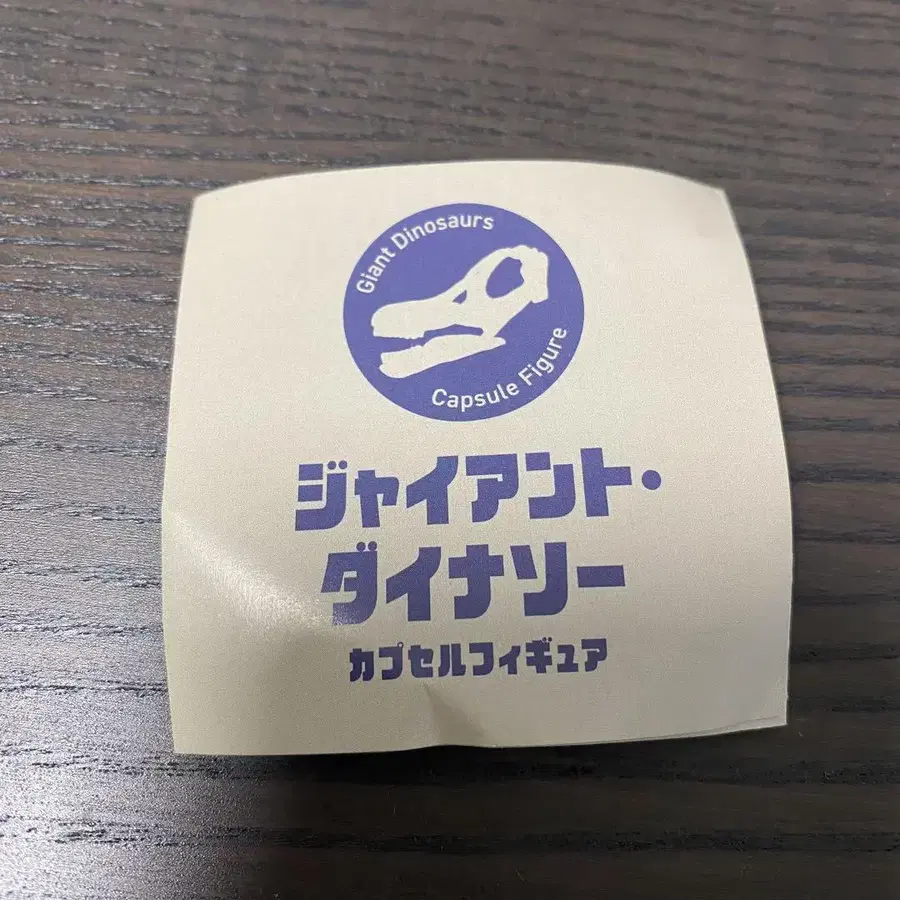 Giant Dinosaurs
Capsule Figure
ジャイアント・
ダイナソー
カプセルフィギュア